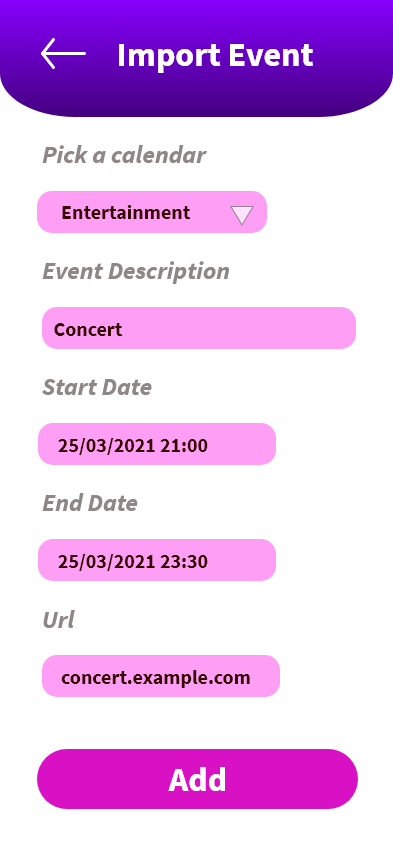 Import Event
Pick a calendar
Entertainment
Event Description
Concert
Start Date
25/03/2021 21:00
End Date
25/03/2021 23:30
Url
concert.example.com
Add